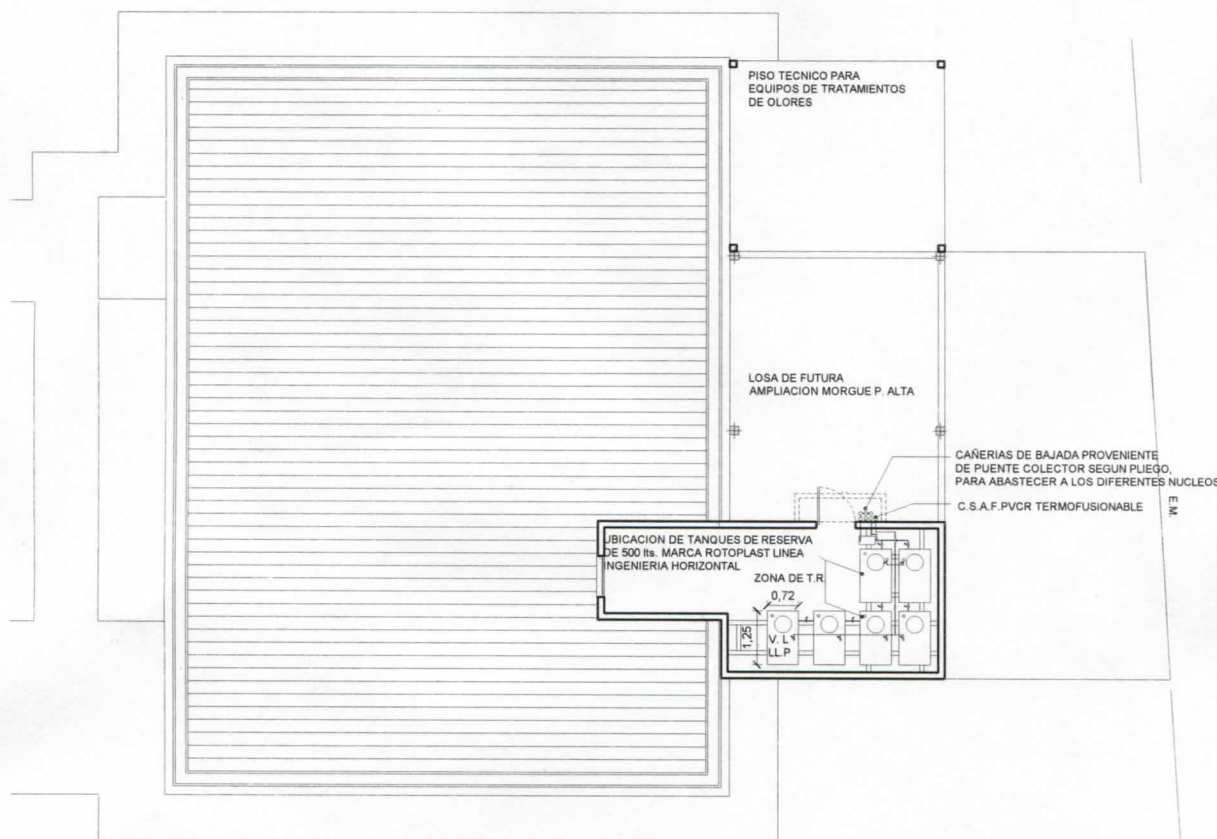 PISO TECNICO PARA
EQUIPOS DE TRATAMIENTOS
DE OLORES
LOSA DE FUTURA
AMPLIACION MORGUE P. ALTA
CAÑERIAS DE BAJADA PROVENIENTE
DE PUENTE COLECTOR SEGUN PLIEGO,
PARA ABASTECER A LOS DIFERENTES NUCLEOS
C.S.A.F.PVCR TERMOFUSIONABLE
E.M.
UBICACION DE TANQUES DE RESERVA
DE 500 lts. MARCA ROTOPLAST LINEA
INGENIERIA HORIZONTAL
ZONA DE T.R.
0,72
1,25
V. L
LL.P